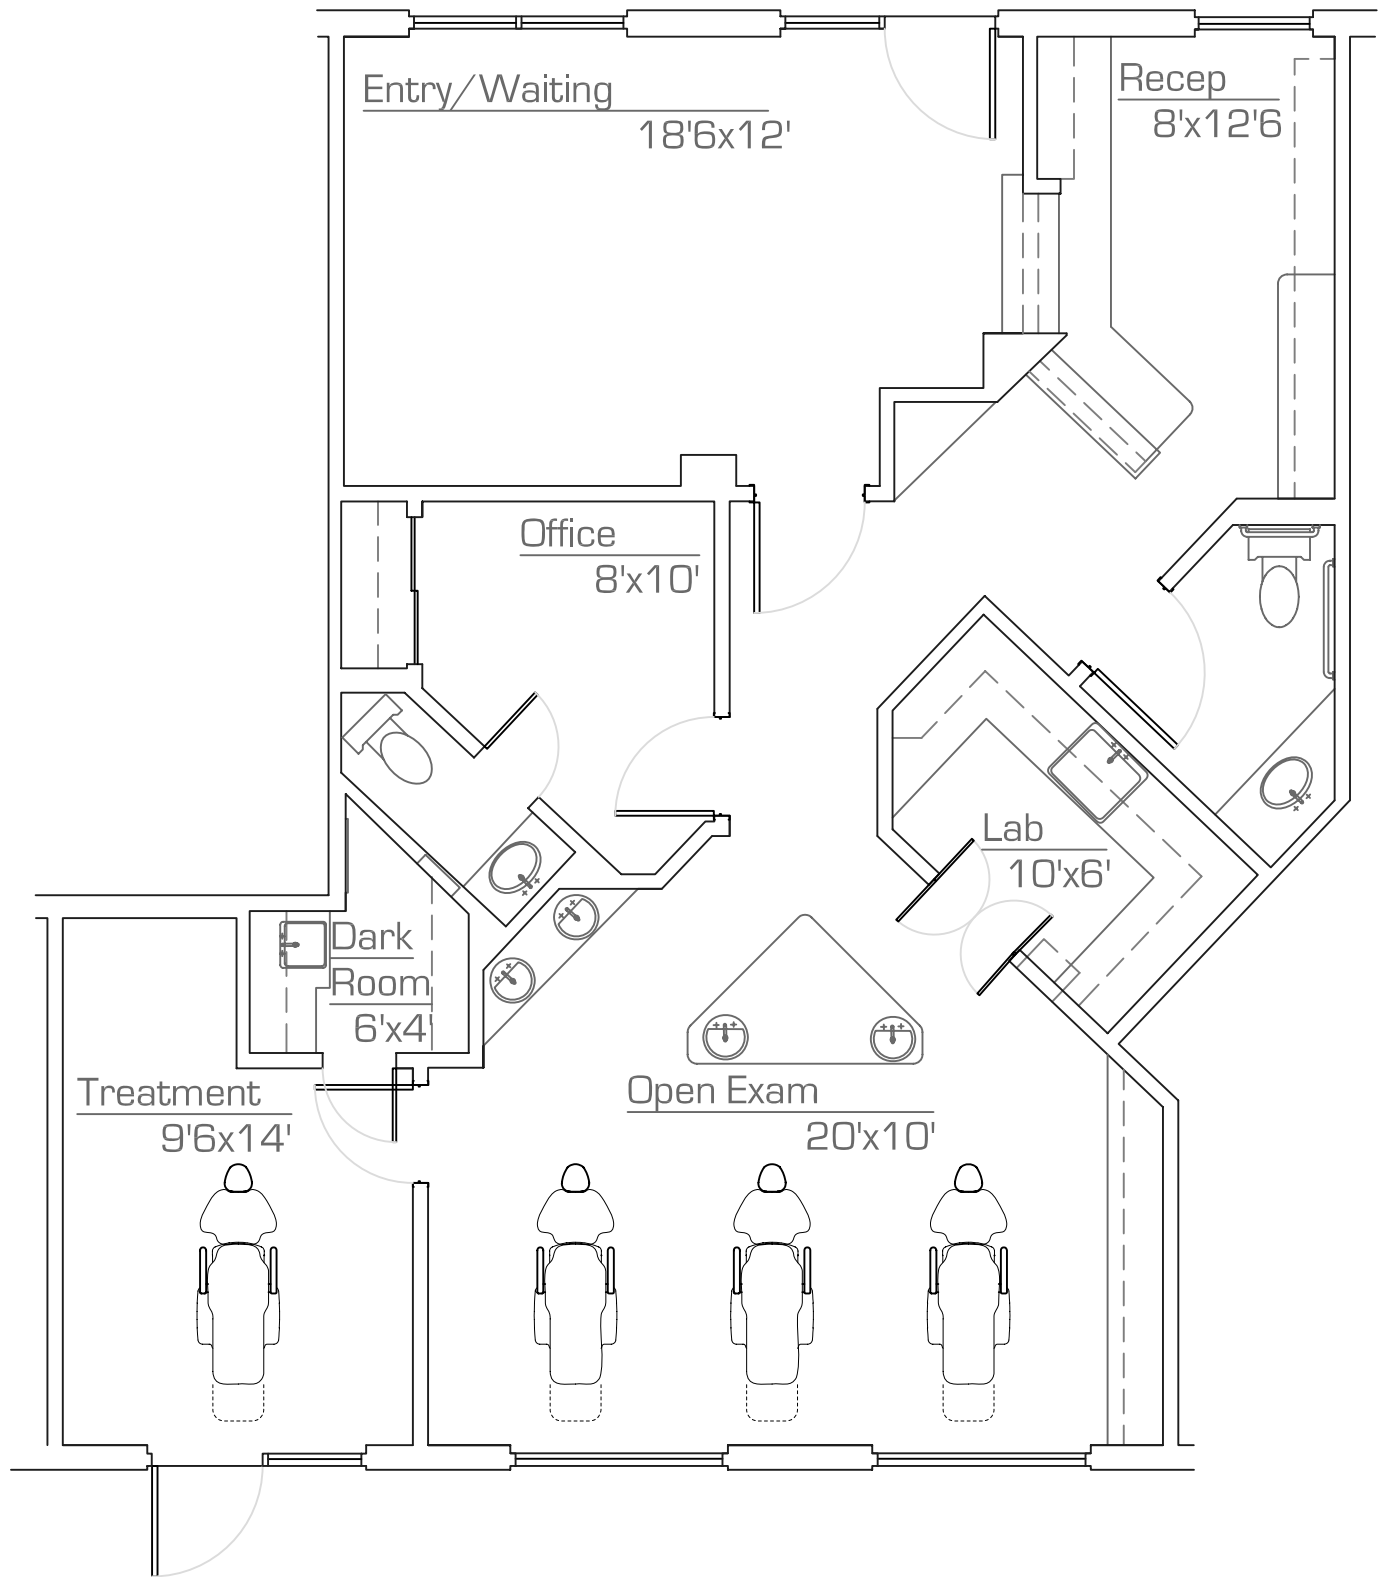 Entry/Waiting
18'6x12'
Recep
8'x12'6
Office
8'x10'
Lab
10'x6'
Dark
Room
6'x4'
Treatment
9'6x14'
Open Exam
20'x10'